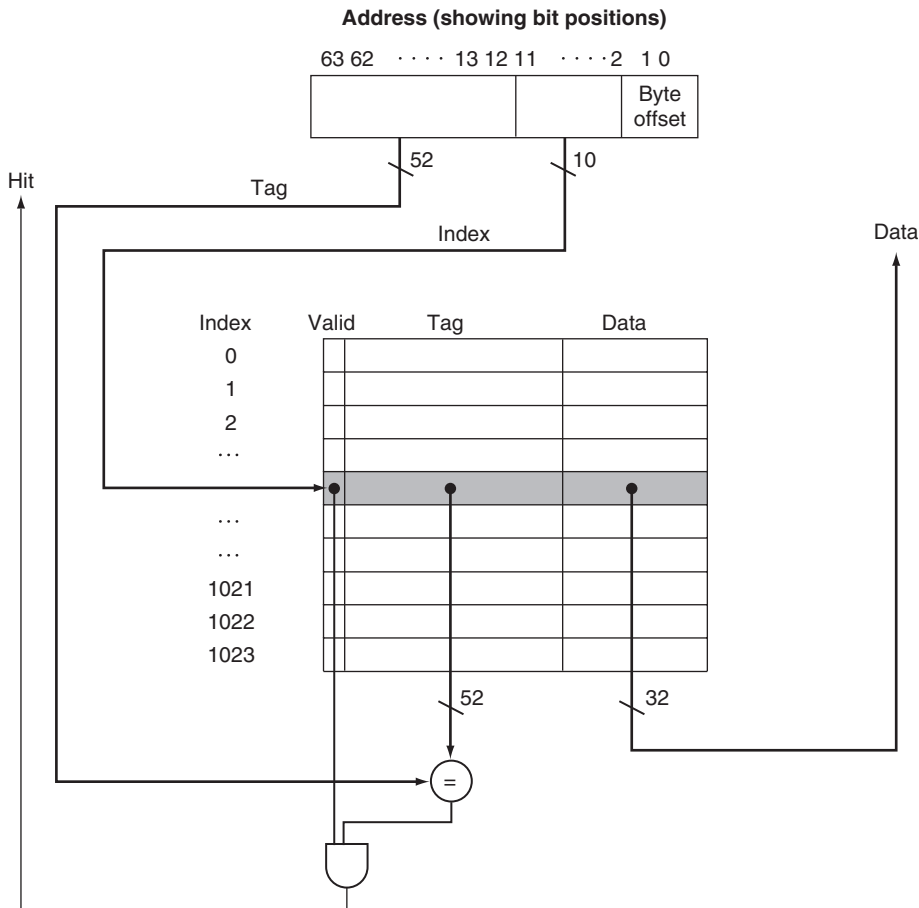 Address (showing bit positions)
63 62 · · · · 13 12 11 · · · · 2 1 0
Byte
offset
52
10
Hit
Tag
Index
Data
Index Valid Tag Data
0
1
2
...
...
...
1021
1022
1023
52
32
=